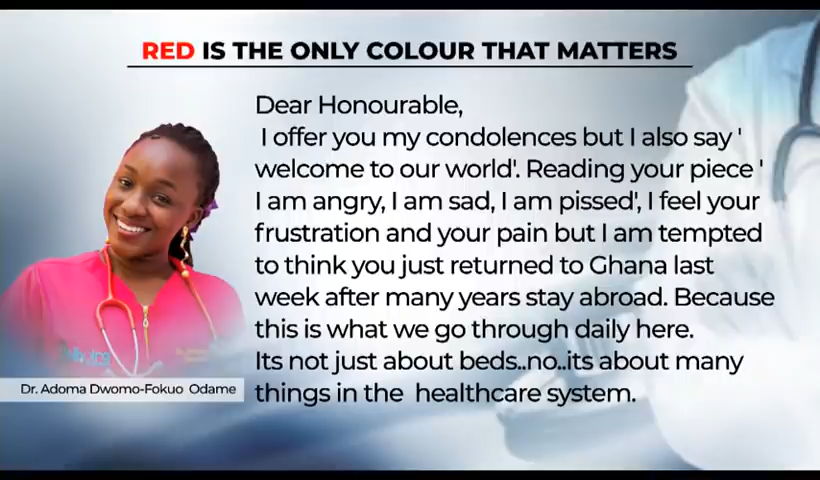 RED IS THE ONLY COLOUR THAT MATTERS
Dear Honourable,
I offer you my condolences but I also say '
welcome to our world'. Reading your piece '
I am angry, I am sad, I am pissed', I feel your
frustration and your pain but I am tempted
to think you just returned to Ghana last
week after many years stay abroad. Because
this is what we go through daily here.
Its not just about beds..no..its about many
things in the healthcare system.
Dr. Adoma Dwomo-Fokuo Odame